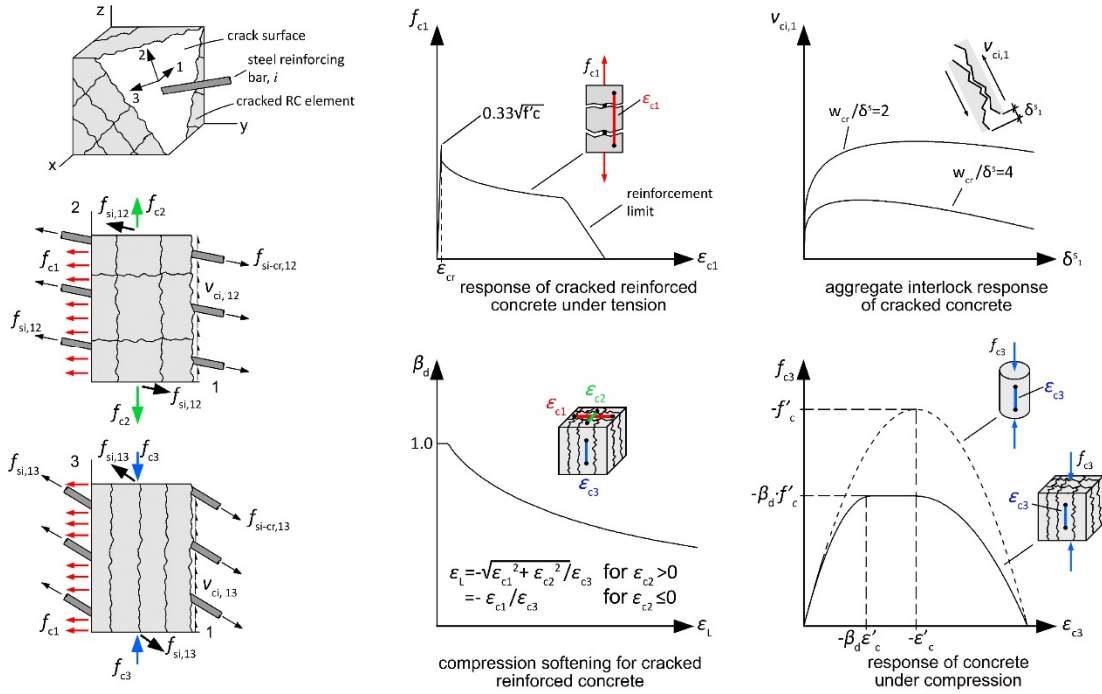 z
crack surface
steel reinforcing
bar, i
cracked RC element
2
1
3
x
y
2
f_si,12
f_c2
f_c1
f_si-cr,12
v_ci, 12
f_si,12
1
f_c2
f_si,12
3
f_si,13
f_c3
f_si,13
f_si-cr,13
v_ci, 13
f_c1
1
f_c3
f_si,13
f_c1
0.33√f'c
f_c1
ε_c1
reinforcement
limit
ε_cr
ε_c1
response of cracked reinforced
concrete under tension
v_ci,1
v_ci,1
δ^s_1
w_cr/δ^s=2
w_cr/δ^s=4
δ^s_1
aggregate interlock response
of cracked concrete
β_d
1.0
ε_c1
ε_c2
ε_c3
ε_L=-√(ε_c1² + ε_c2²)/ε_c3 for ε_c2 >0
=- ε_c1/ε_c3 for ε_c2 ≤0
ε_L
compression softening for cracked
reinforced concrete
f_c3
f_c3
ε_c3
-f'_c
f_c3
ε_c3
-β_d·f'_c
ε_c3
-β_dε'_c
-ε'_c
response of concrete
under compression